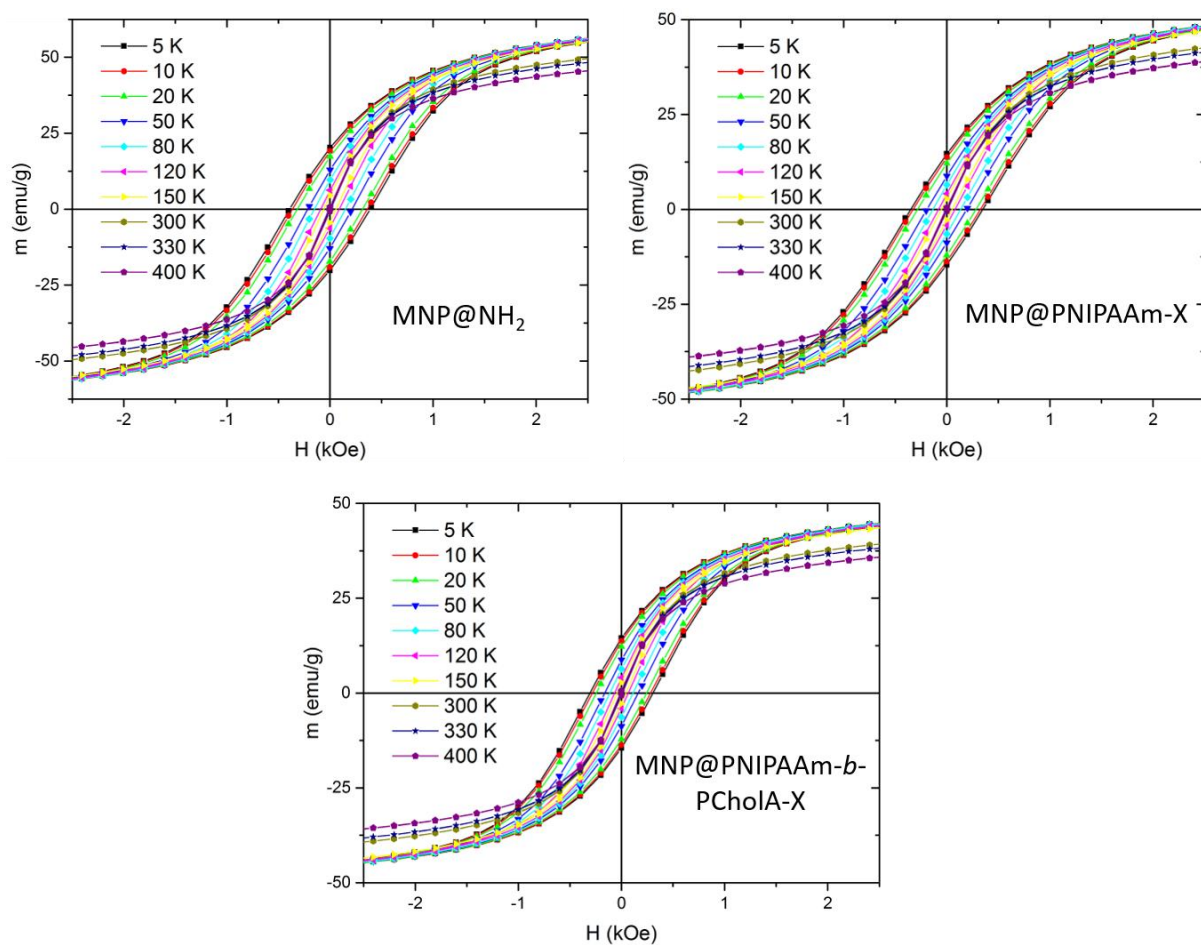 50
25
0
-25
-50
m (emu/g)
5 K
10 K
20 K
50 K
80 K
120 K
150 K
300 K
330 K
400 K
MNP@NH₂
-2 -1 0 1 2
H (kOe)
50
25
0
-25
-50
m (emu/g)
5 K
10 K
20 K
50 K
80 K
120 K
150 K
300 K
330 K
400 K
MNP@PNIPAAm-X
-2 -1 0 1 2
H (kOe)
50
25
0
-25
-50
m (emu/g)
5 K
10 K
20 K
50 K
80 K
120 K
150 K
300 K
330 K
400 K
MNP@PNIPAAm-b-
PCholA-X
-2 -1 0 1 2
H (kOe)